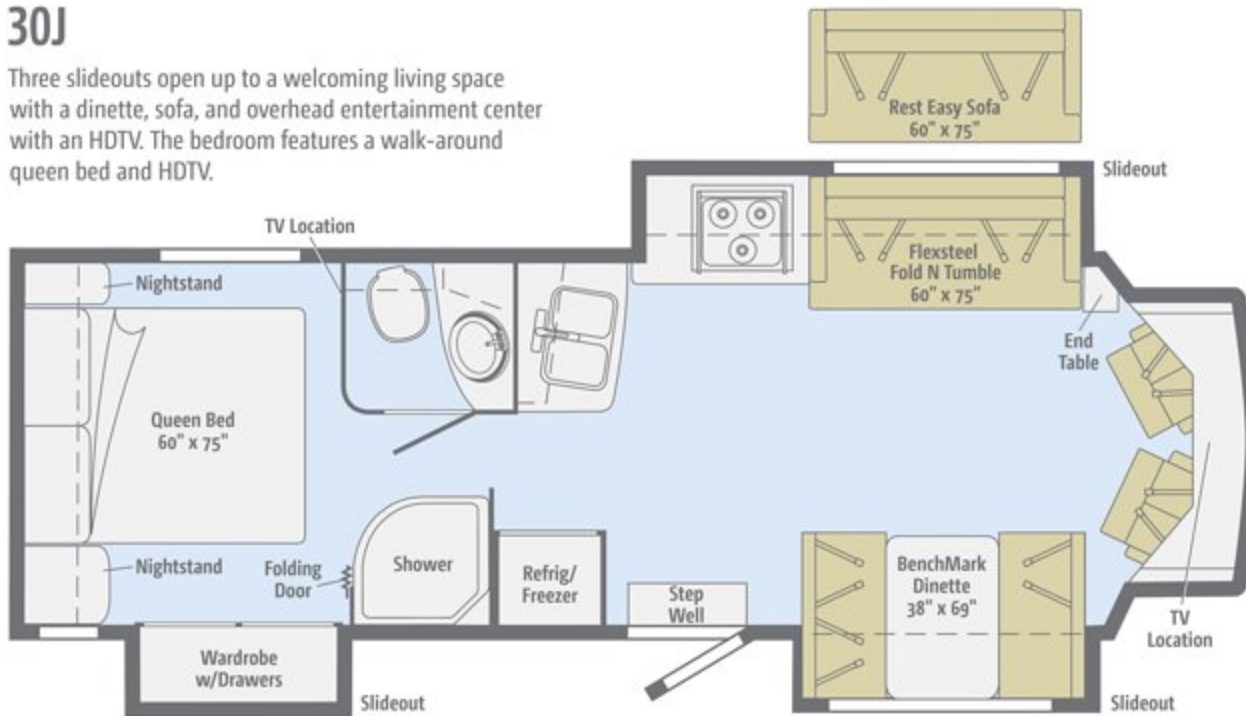 30J
Three slideouts open up to a welcoming living space
with a dinette, sofa, and overhead entertainment center
with an HDTV. The bedroom features a walk-around
queen bed and HDTV.
Rest Easy Sofa
60" x 75"
Slideout
TV Location
Flexsteel
Fold N Tumble
60" x 75"
Nightstand
End
Table
Queen Bed
60" x 75"
Nightstand
Folding
Door
Shower
Refrig/
Freezer
Step
Well
BenchMark
Dinette
38" x 69"
TV
Location
Wardrobe
w/Drawers
Slideout
Slideout